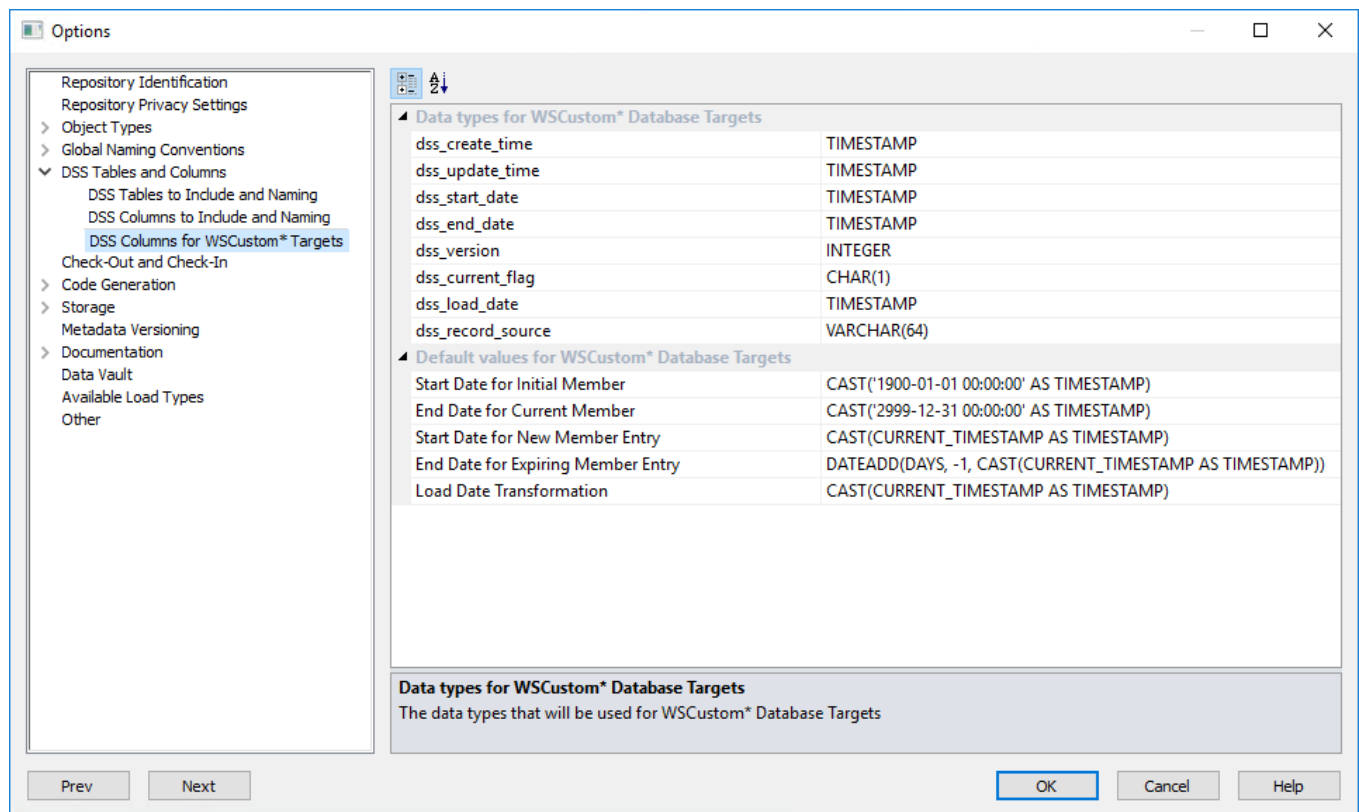 Options
Repository Identification
Repository Privacy Settings
Object Types
Global Naming Conventions
DSS Tables and Columns
DSS Tables to Include and Naming
DSS Columns to Include and Naming
DSS Columns for WSCustom* Targets
Check-Out and Check-In
Code Generation
Storage
Metadata Versioning
Documentation
Data Vault
Available Load Types
Other
Data types for WSCustom* Database Targets
dss_create_time TIMESTAMP
dss_update_time TIMESTAMP
dss_start_date TIMESTAMP
dss_end_date TIMESTAMP
dss_version INTEGER
dss_current_flag CHAR(1)
dss_load_date TIMESTAMP
dss_record_source VARCHAR(64)
Default values for WSCustom* Database Targets
Start Date for Initial Member CAST('1900-01-01 00:00:00' AS TIMESTAMP)
End Date for Current Member CAST('2999-12-31 00:00:00' AS TIMESTAMP)
Start Date for New Member Entry CAST(CURRENT_TIMESTAMP AS TIMESTAMP)
End Date for Expiring Member Entry DATEADD(DAYS, -1, CAST(CURRENT_TIMESTAMP AS TIMESTAMP))
Load Date Transformation CAST(CURRENT_TIMESTAMP AS TIMESTAMP)
Data types for WSCustom* Database Targets
The data types that will be used for WSCustom* Database Targets
Prev Next OK Cancel Help